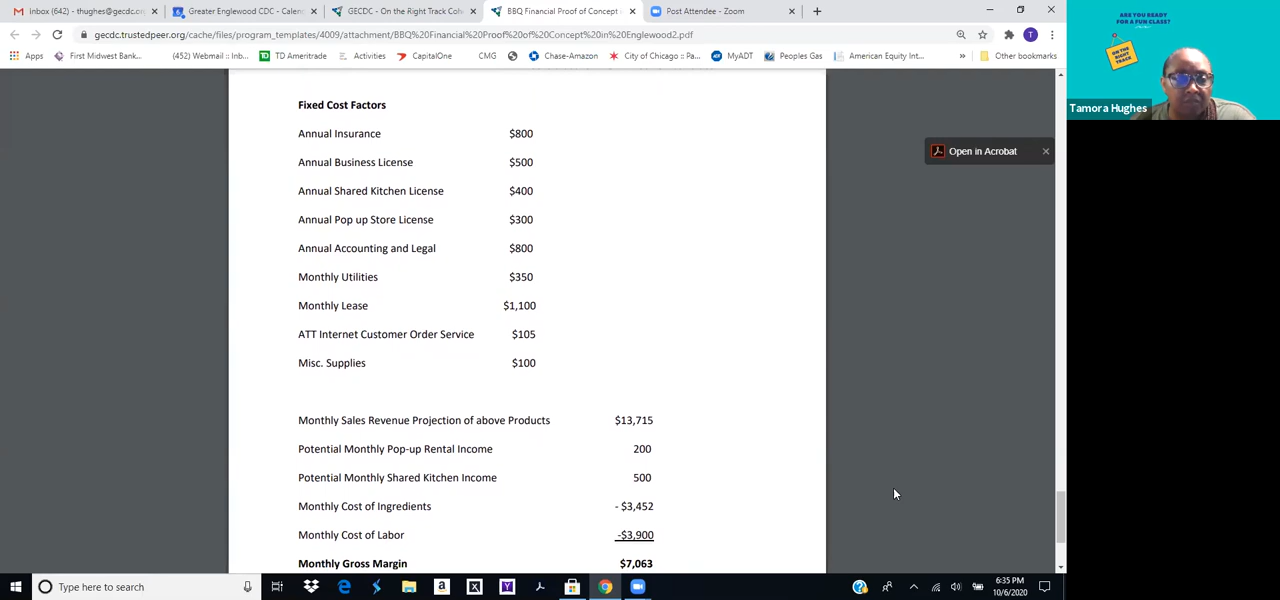 Inbox (642) - thughes@gecdc.or
Greater Englewood CDC - Calend
GECDC - On the Right Track Coh
BBQ Financial Proof of Concept
Post Attendee - Zoom
gecdc.trustedpeer.org/cache/files/program_templates/4009/attachment/BBQ%20Financial%20Proof%20of%20Concept%20in%20Englewood2.pdf
T
Apps
First Midwest Bank...
(452) Webmail :: Inb...
TD Ameritrade
Activities
CapitalOne
CMG
Chase-Amazon
City of Chicago :: Pa...
MyADT
Peoples Gas
American Equity Int...
»
Other bookmarks
ARE YOU READY
FOR A FUN CLASS?
ON THE
RIGHT
TRACK
Tamora Hughes
Open in Acrobat
Fixed Cost Factors
Annual Insurance $800
Annual Business License $500
Annual Shared Kitchen License $400
Annual Pop up Store License $300
Annual Accounting and Legal $800
Monthly Utilities $350
Monthly Lease $1,100
ATT Internet Customer Order Service $105
Misc. Supplies $100
Monthly Sales Revenue Projection of above Products $13,715
Potential Monthly Pop-up Rental Income 200
Potential Monthly Shared Kitchen Income 500
Monthly Cost of Ingredients - $3,452
Monthly Cost of Labor -$3,900
Monthly Gross Margin $7,063
Type here to search
6:35 PM
10/6/2020